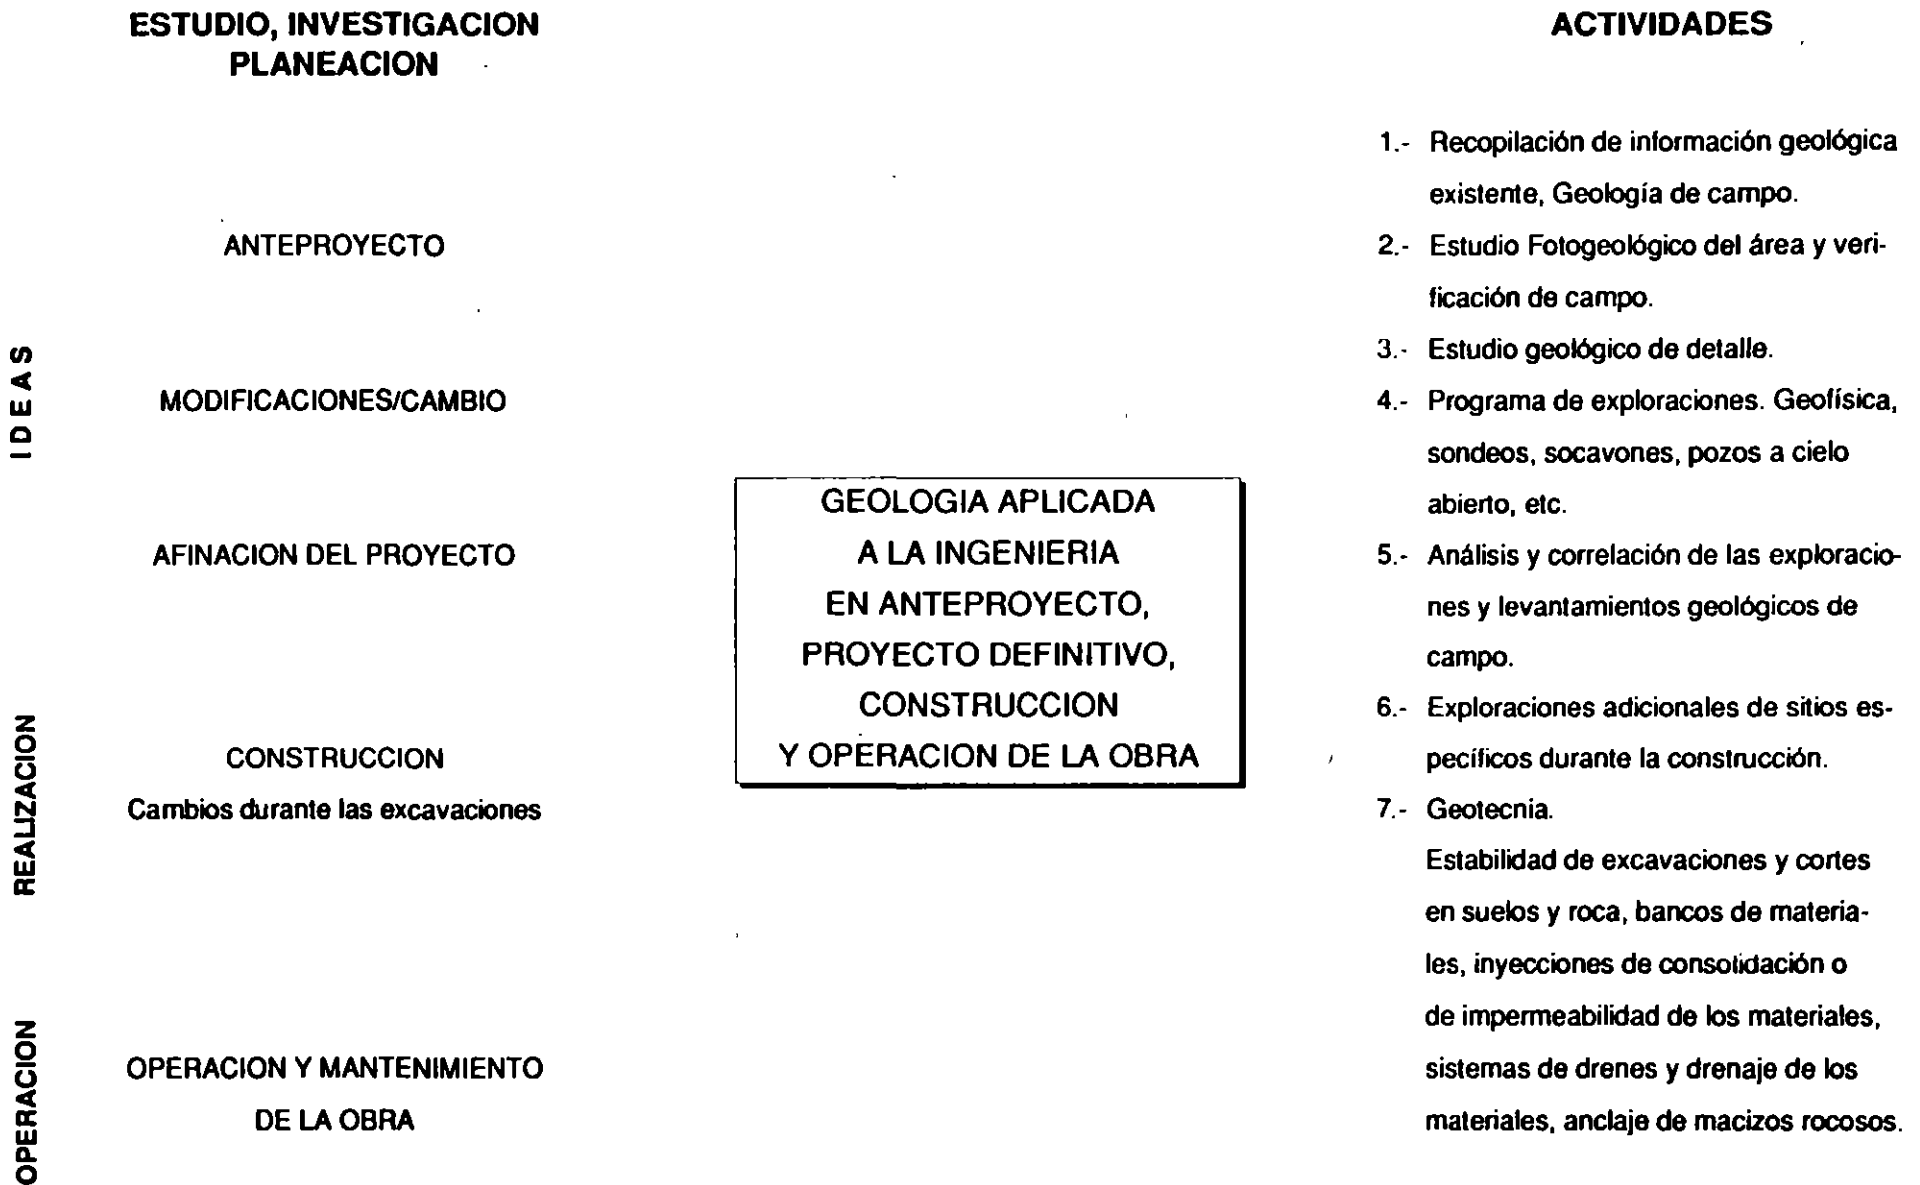 ESTUDIO, INVESTIGACION
PLANEACION
IDEAS
ANTEPROYECTO
MODIFICACIONES/CAMBIO
AFINACION DEL PROYECTO
REALIZACION
CONSTRUCCION
Cambios durante las excavaciones
OPERACION
OPERACION Y MANTENIMIENTO
DE LA OBRA
GEOLOGIA APLICADA
A LA INGENIERIA
EN ANTEPROYECTO,
PROYECTO DEFINITIVO,
CONSTRUCCION
Y OPERACION DE LA OBRA
ACTIVIDADES
1.- Recopilación de información geológica
existente, Geología de campo.
2.- Estudio Fotogeológico del área y veri-
ficación de campo.
3.- Estudio geológico de detalle.
4.- Programa de exploraciones. Geofísica,
sondeos, socavones, pozos a cielo
abierto, etc.
5.- Análisis y correlación de las exploracio-
nes y levantamientos geológicos de
campo.
6.- Exploraciones adicionales de sitios es-
pecíficos durante la construcción.
7.- Geotecnia.
Estabilidad de excavaciones y cortes
en suelos y roca, bancos de materia-
les, inyecciones de consolidación o
de impermeabilidad de los materiales,
sistemas de drenes y drenaje de los
materiales, anclaje de macizos rocosos.